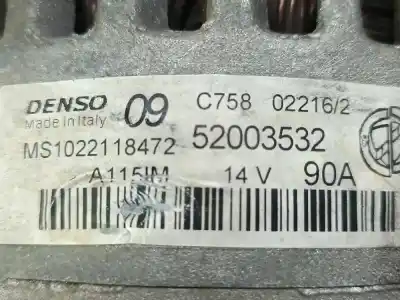 DENSO 09 C758 02216/2
Made in Italy
MS1022118472 52003532
A115IM 14 V 90A